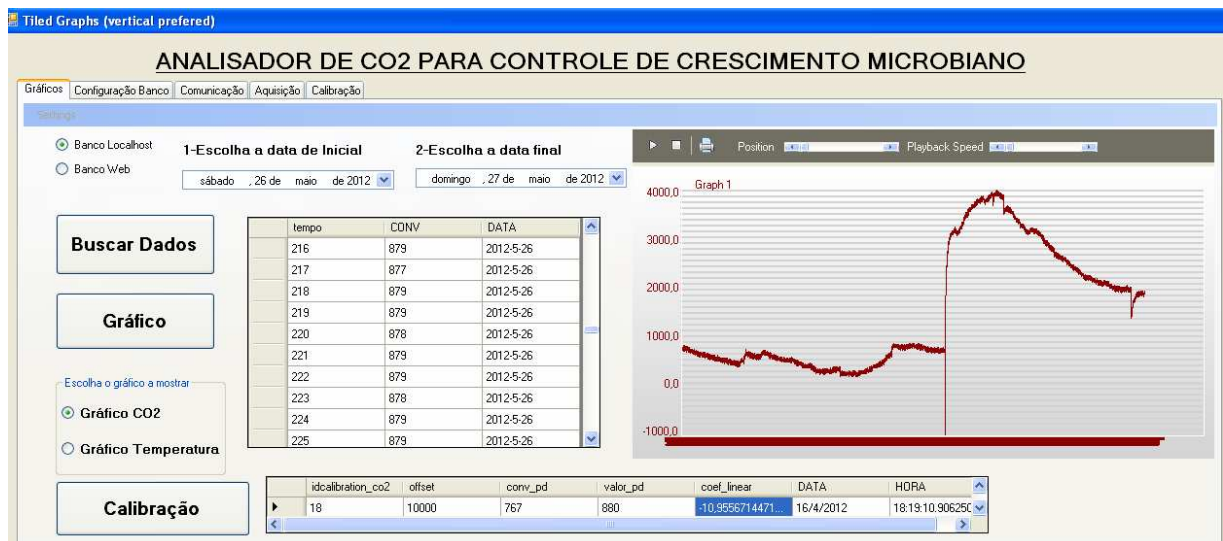 Tiled Graphs (vertical prefered)
ANALISADOR DE CO2 PARA CONTROLE DE CRESCIMENTO MICROBIANO
Gráficos Configuração Banco Comunicação Aquisição Calibração
Settings
Banco Localhost
Banco Web
1-Escolha a data de Inicial
2-Escolha a data final
sábado , 26 de maio de 2012
domingo , 27 de maio de 2012
Position Playback Speed
Buscar Dados
Gráfico
Escolha o gráfico a mostrar
Gráfico CO2
Gráfico Temperatura
Calibração
tempo CONV DATA
216 879 2012-5-26
217 877 2012-5-26
218 879 2012-5-26
219 879 2012-5-26
220 878 2012-5-26
221 879 2012-5-26
222 879 2012-5-26
223 878 2012-5-26
224 879 2012-5-26
225 879 2012-5-26
Graph 1
4000,0
3000,0
2000,0
1000,0
0,0
-1000,0
idcalibration_co2 offset conv_pd valor_pd coef_linear DATA HORA
18 10000 767 880 -10,9556714471... 16/4/2012 18:19:10.906250